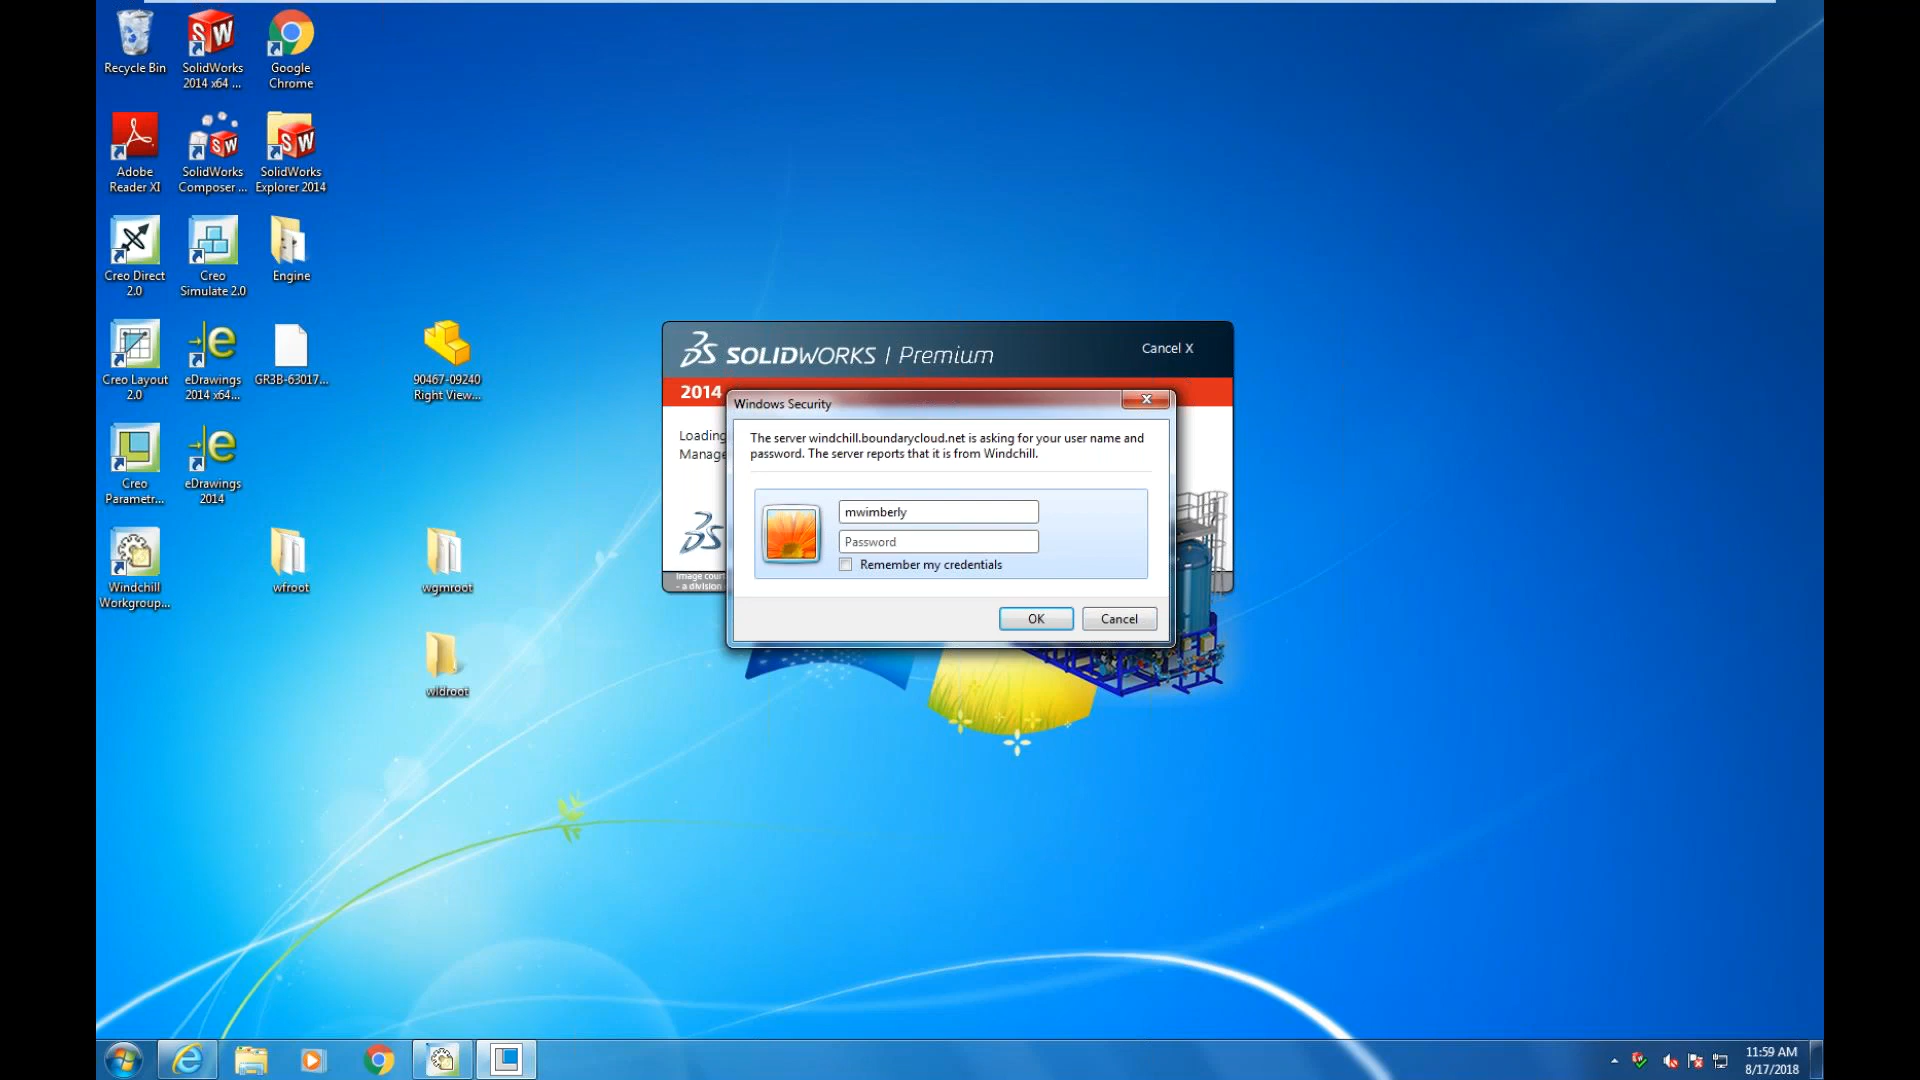 Recycle Bin
SolidWorks
2014 x64 ...
Google
Chrome
Adobe
Reader XI
SolidWorks
Composer ...
SolidWorks
Explorer 2014
Creo Direct
2.0
Creo
Simulate 2.0
Engine
Creo Layout
2.0
eDrawings
2014 x64...
GR3B-63017...
90467-09240
Right View...
Creo
Parametr...
eDrawings
2014
Windchill
Workgroup...
wfroot
wgmroot
wldroot
SOLIDWORKS | Premium
Cancel X
2014
Loading
Manage
Image court
- a division
Windows Security
The server windchill.boundarycloud.net is asking for your user name and
password. The server reports that it is from Windchill.
mwimberly
Password
Remember my credentials
OK
Cancel
11:59 AM
8/17/2018